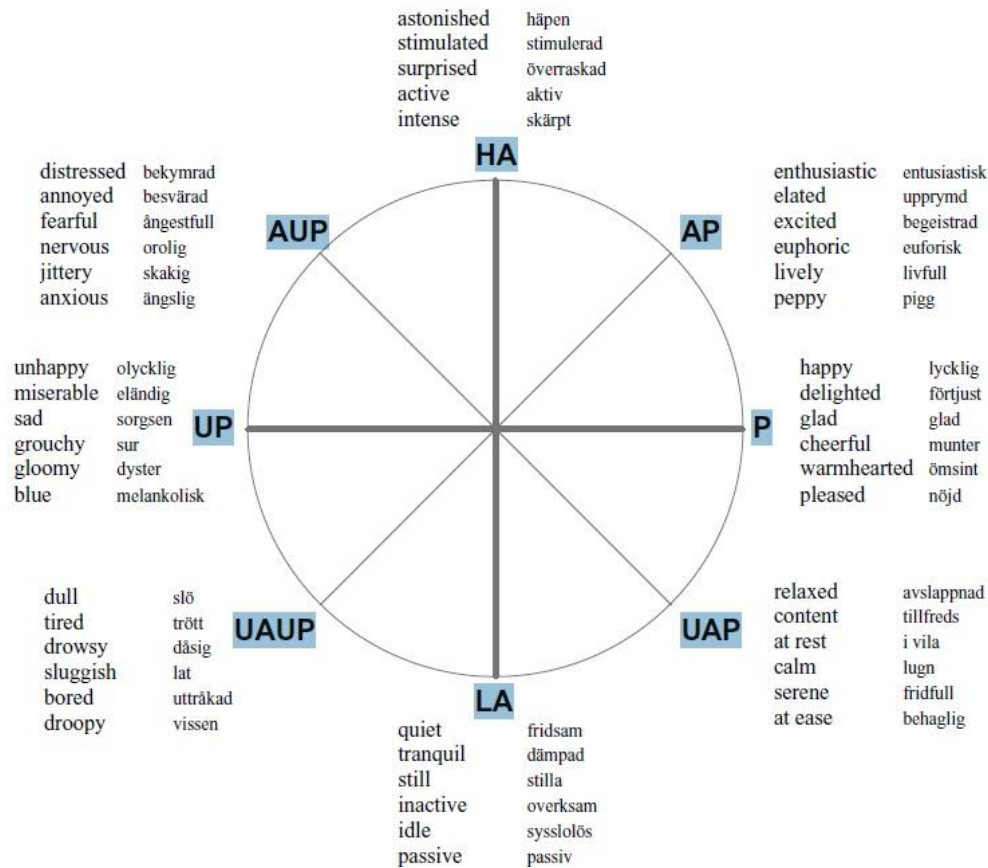 astonished häpen
stimulated stimulerad
surprised överraskad
active aktiv
intense skärpt
HA
distressed bekymrad
annoyed besvärad
fearful ångestfull
nervous orolig
jittery skakig
anxious ängslig
AUP
AP
enthusiastic entusiastisk
elated upprymd
excited begeistrad
euphoric euforisk
lively livfull
peppy pigg
unhappy olycklig
miserable eländig
sad sorgsen
grouchy sur
gloomy dyster
blue melankolisk
UP
P
happy lycklig
delighted förtjust
glad glad
cheerful munter
warmhearted ömsint
pleased nöjd
dull slö
tired trött
drowsy dåsig
sluggish lat
bored uttråkad
droopy vissen
UAUP
UAP
relaxed avslappnad
content tillfreds
at rest i vila
calm lugn
serene fridfull
at ease behaglig
LA
quiet fridsam
tranquil dämpad
still stilla
inactive overksam
idle sysslolös
passive passiv